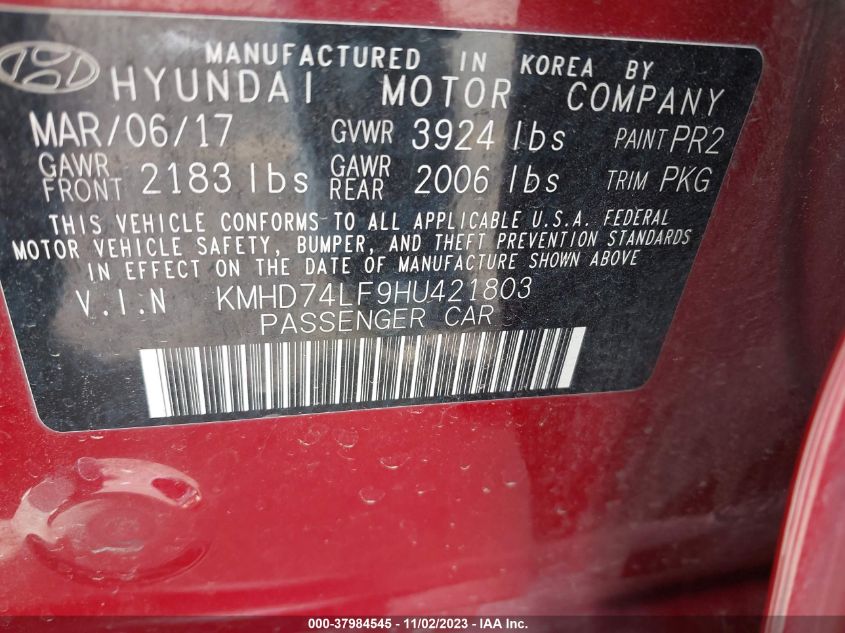 MANUFACTURED IN KOREA BY
HYUNDAI MOTOR COMPANY
MAR/06/17 GVWR 3924 lbs PAINT PR2
GAWR FRONT 2183 lbs GAWR REAR 2006 lbs TRIM PKG
THIS VEHICLE CONFORMS TO ALL APPLICABLE U.S.A. FEDERAL
MOTOR VEHICLE SAFETY, BUMPER, AND THEFT PREVENTION STANDARDS
IN EFFECT ON THE DATE OF MANUFACTURE SHOWN ABOVE
V.I.N KMHD74LF9HU421803
PASSENGER CAR
000-37984545 - 11/02/2023 - IAA Inc.